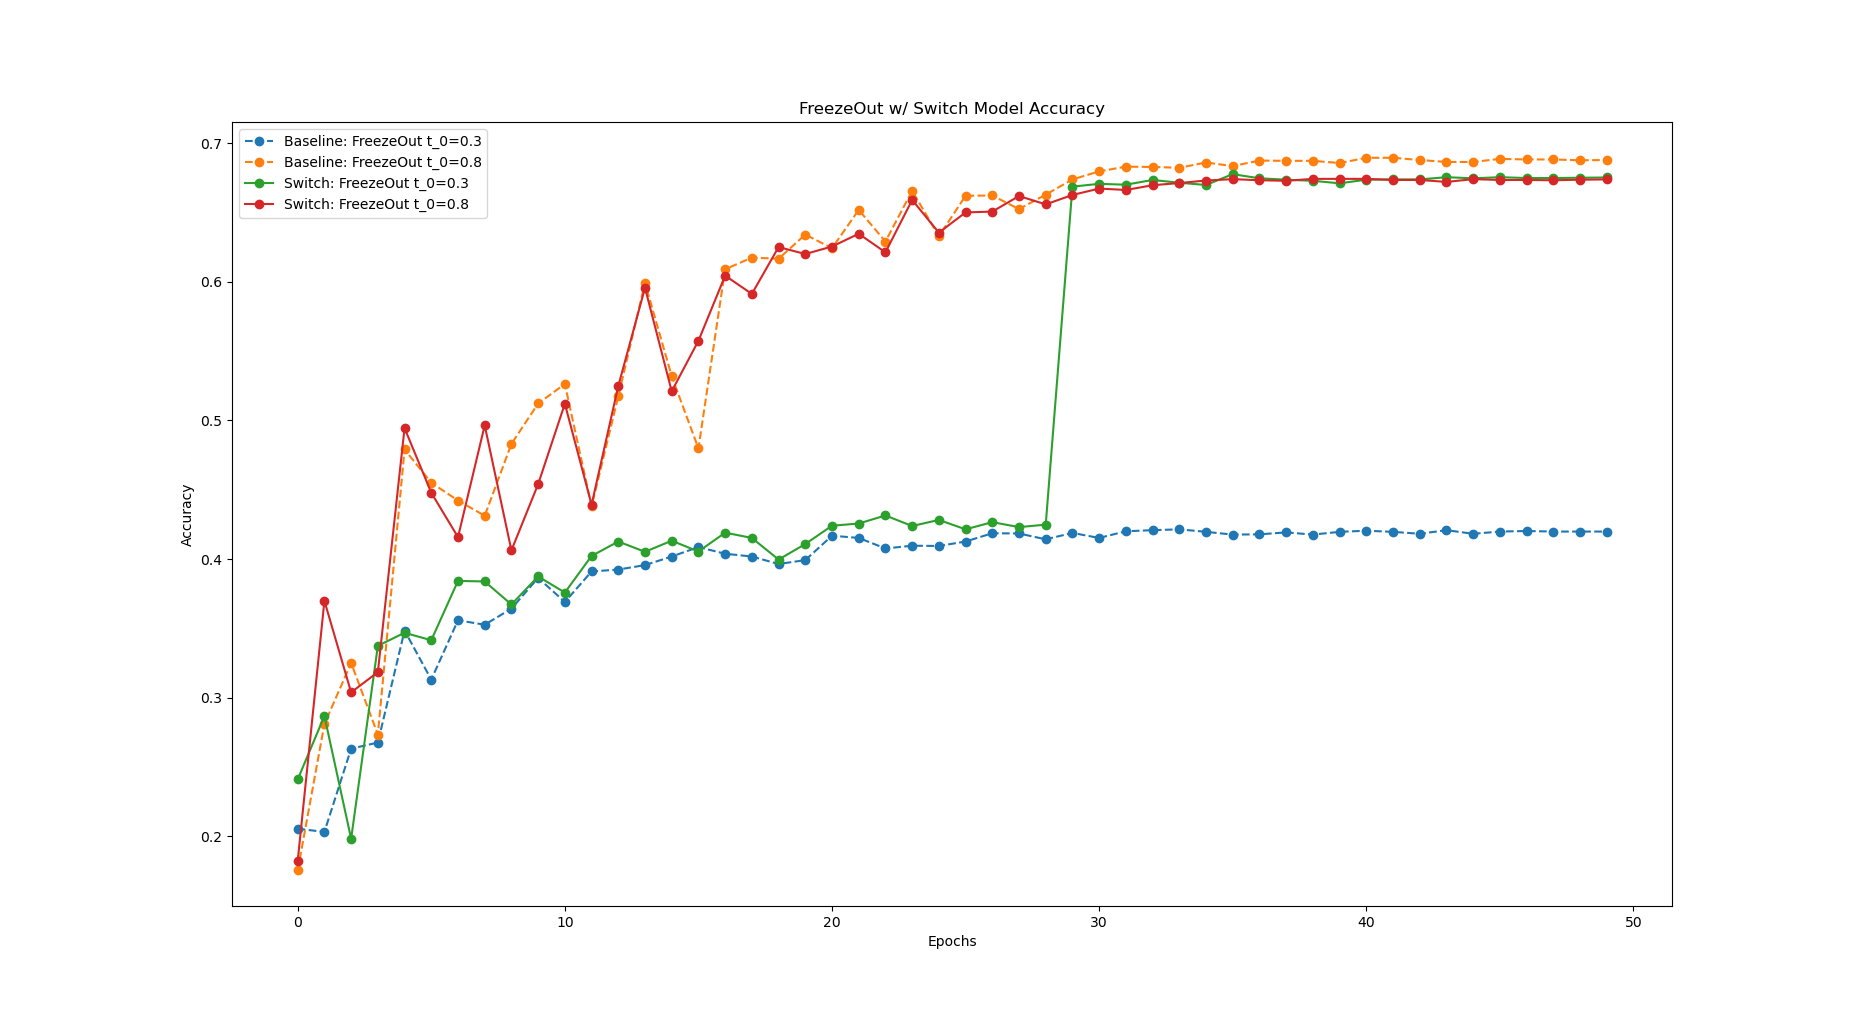 FreezeOut w/ Switch Model Accuracy
Baseline: FreezeOut t_0=0.3
Baseline: FreezeOut t_0=0.8
Switch: FreezeOut t_0=0.3
Switch: FreezeOut t_0=0.8
0.7
0.6
0.5
0.4
0.3
0.2
Accuracy
0 10 20 30 40 50
Epochs